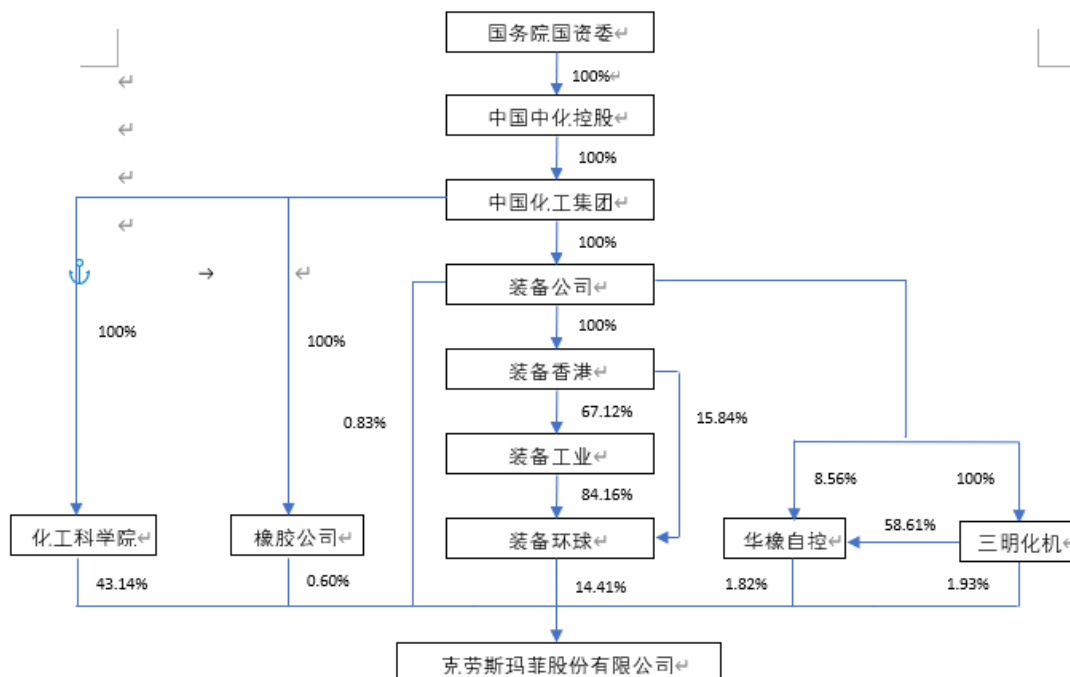 国务院国资委
100%
中国中化控股
100%
中国化工集团
100%
装备公司
100%
100%
100%
装备香港
0.83%
67.12%
15.84%
装备工业
84.16%
8.56%
100%
化工科学院
橡胶公司
装备环球
华橡自控
58.61%
三明化机
43.14%
0.60%
14.41%
1.82%
1.93%
克劳斯玛菲股份有限公司